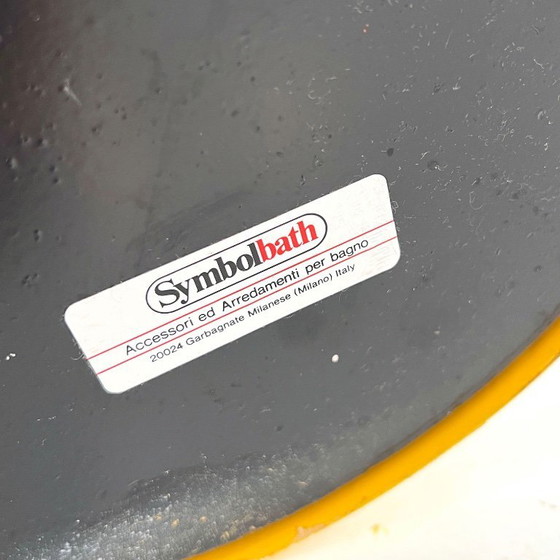 Symbolbath
Accessori ed Arredamenti per bagno
20024 Garbagnate Milanese (Milano) Italy